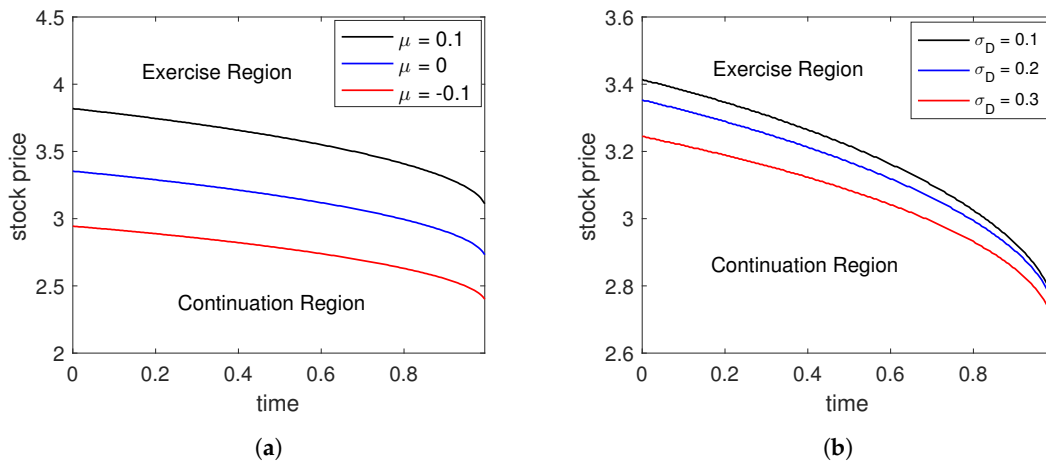 4.5
4
3.5
3
2.5
2
stock price
Exercise Region
Continuation Region
μ = 0.1
μ = 0
μ = -0.1
0 0.2 0.4 0.6 0.8
time
(a)
3.6
3.4
3.2
3
2.8
2.6
stock price
Exercise Region
Continuation Region
σ_D = 0.1
σ_D = 0.2
σ_D = 0.3
0 0.2 0.4 0.6 0.8
time
(b)